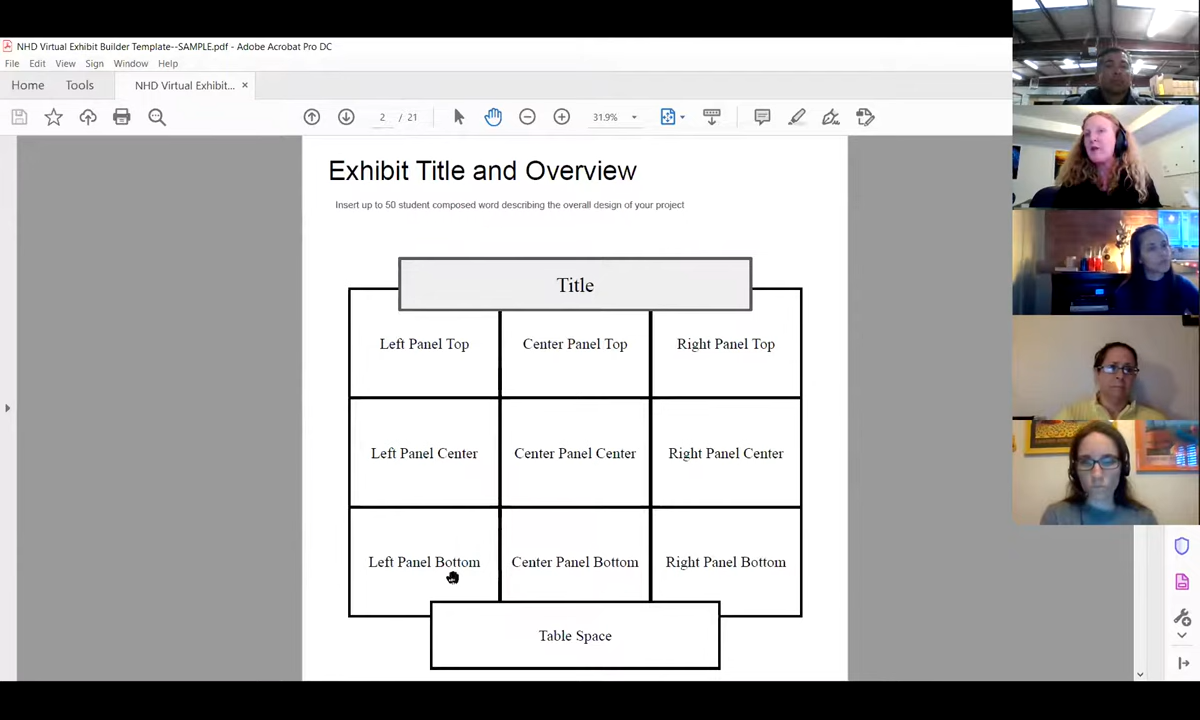 NHD Virtual Exhibit Builder Template--SAMPLE.pdf - Adobe Acrobat Pro DC
File Edit View Sign Window Help
Home Tools NHD Virtual Exhibit... ×
2 / 21 31.9%
Exhibit Title and Overview
Insert up to 50 student composed word describing the overall design of your project
Title
Left Panel Top Center Panel Top Right Panel Top
Left Panel Center Center Panel Center Right Panel Center
Left Panel Bottom Center Panel Bottom Right Panel Bottom
Table Space